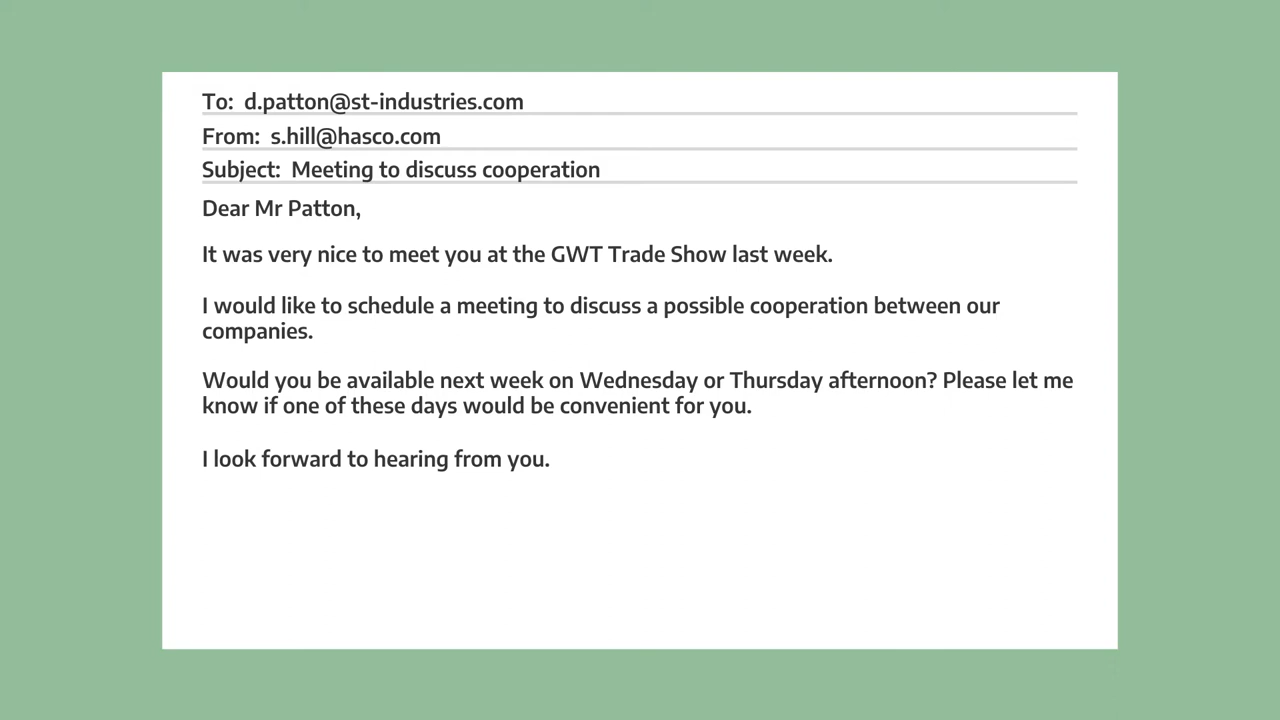 To: d.patton@st-industries.com
From: s.hill@hasco.com
Subject: Meeting to discuss cooperation
Dear Mr Patton,
It was very nice to meet you at the GWT Trade Show last week.
I would like to schedule a meeting to discuss a possible cooperation between our
companies.
Would you be available next week on Wednesday or Thursday afternoon? Please let me
know if one of these days would be convenient for you.
I look forward to hearing from you.